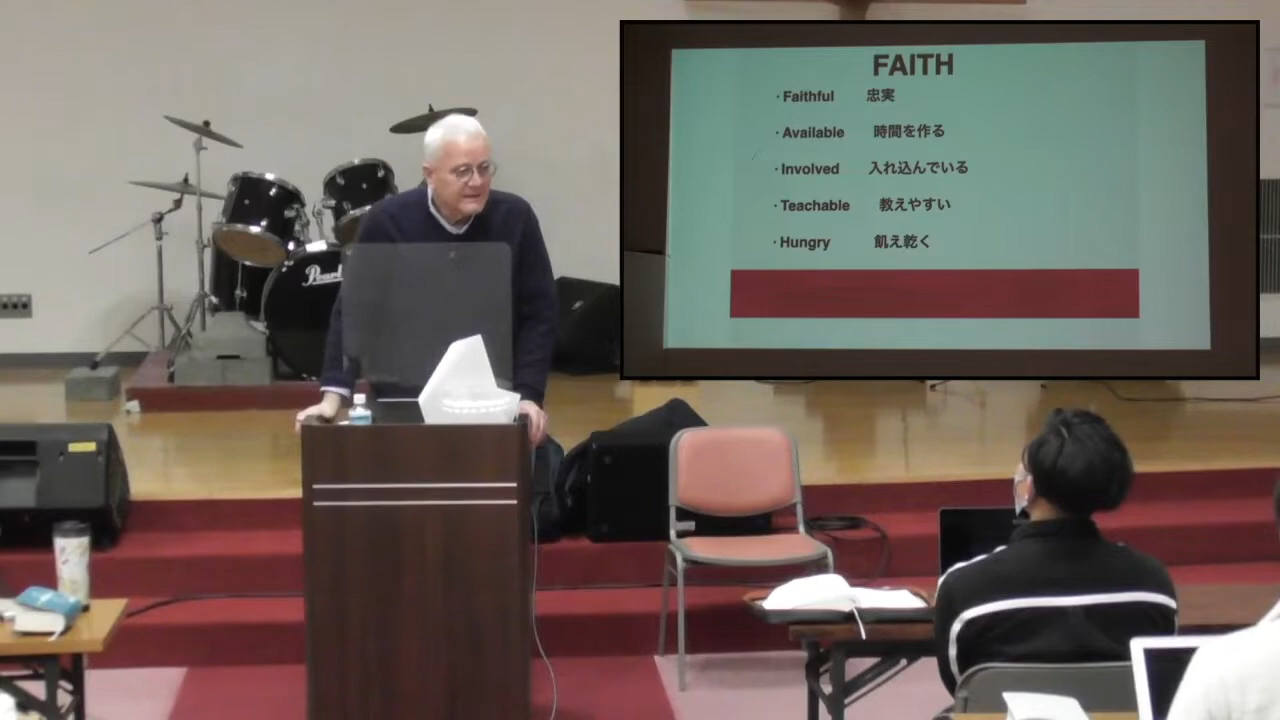 FAITH
・Faithful 忠実
・Available 時間を作る
・Involved 入れ込んでいる
・Teachable 教えやすい
・Hungry 飢え乾く
Pearl